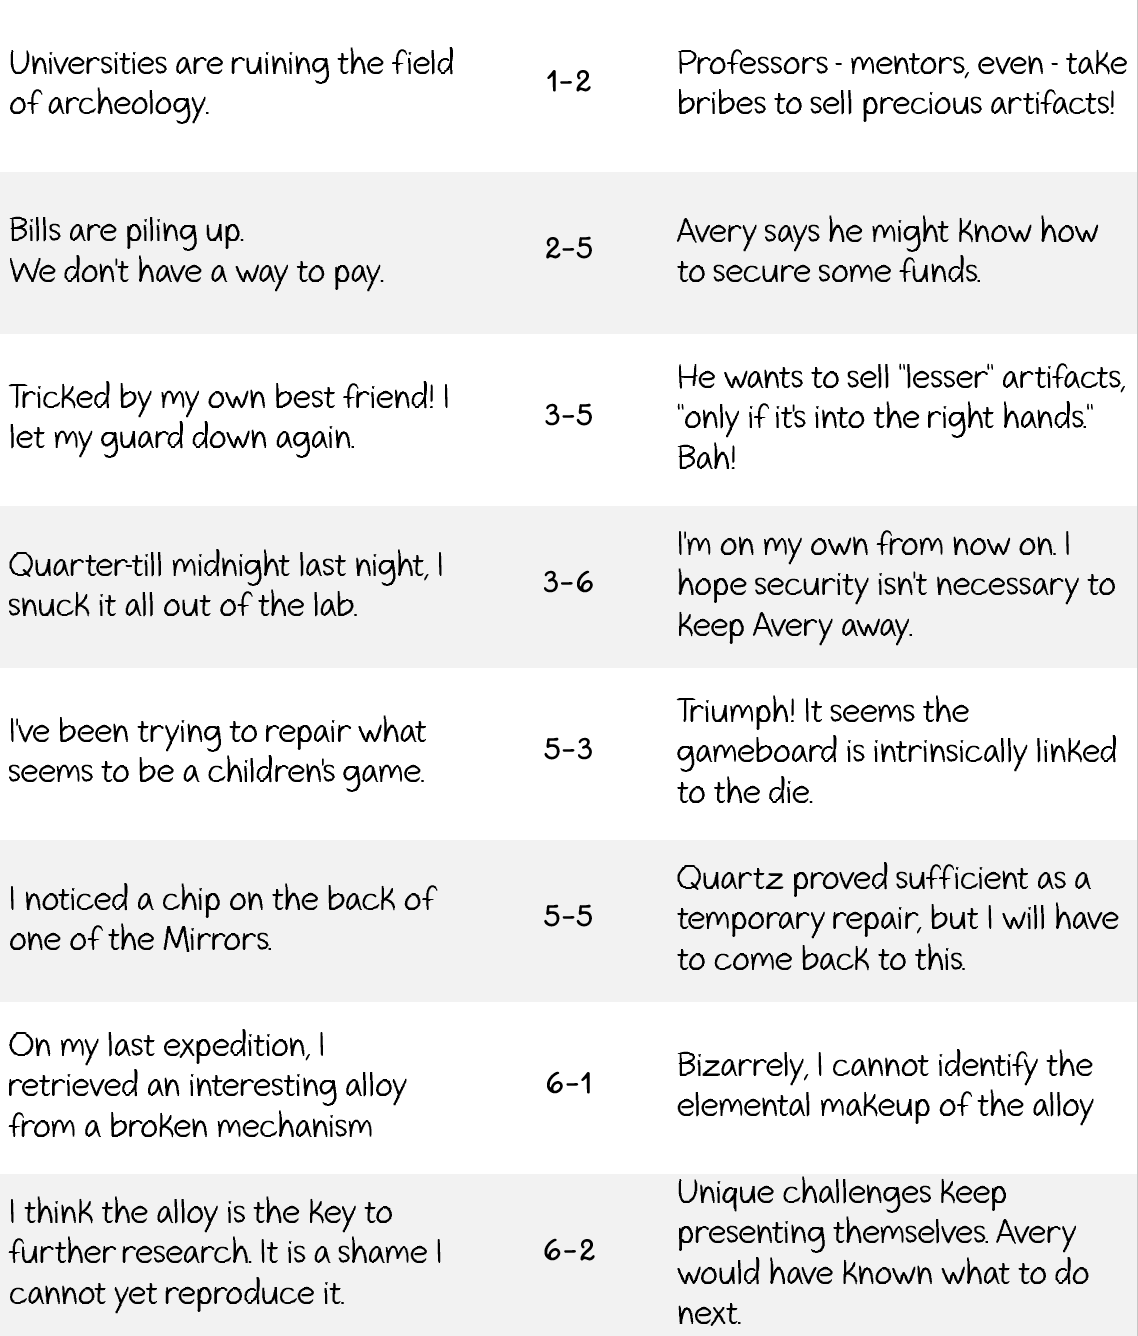 Universities are ruining the field
of archeology.
1-2
Professors - mentors, even - take
bribes to sell precious artifacts!
Bills are piling up.
We don't have a way to pay.
2-5
Avery says he might know how
to secure some funds.
Tricked by my own best friend! I
let my guard down again.
3-5
He wants to sell "lesser" artifacts,
"only if it's into the right hands."
Bah!
Quarter-till midnight last night, I
snuck it all out of the lab.
3-6
I'm on my own from now on. I
hope security isn't necessary to
keep Avery away.
I've been trying to repair what
seems to be a children's game.
5-3
Triumph! It seems the
gameboard is intrinsically linked
to the die.
I noticed a chip on the back of
one of the Mirrors.
5-5
Quartz proved sufficient as a
temporary repair, but I will have
to come back to this.
On my last expedition, I
retrieved an interesting alloy
from a broken mechanism
6-1
Bizarrely, I cannot identify the
elemental makeup of the alloy
I think the alloy is the key to
further research. It is a shame I
cannot yet reproduce it.
6-2
Unique challenges keep
presenting themselves. Avery
would have known what to do
next.